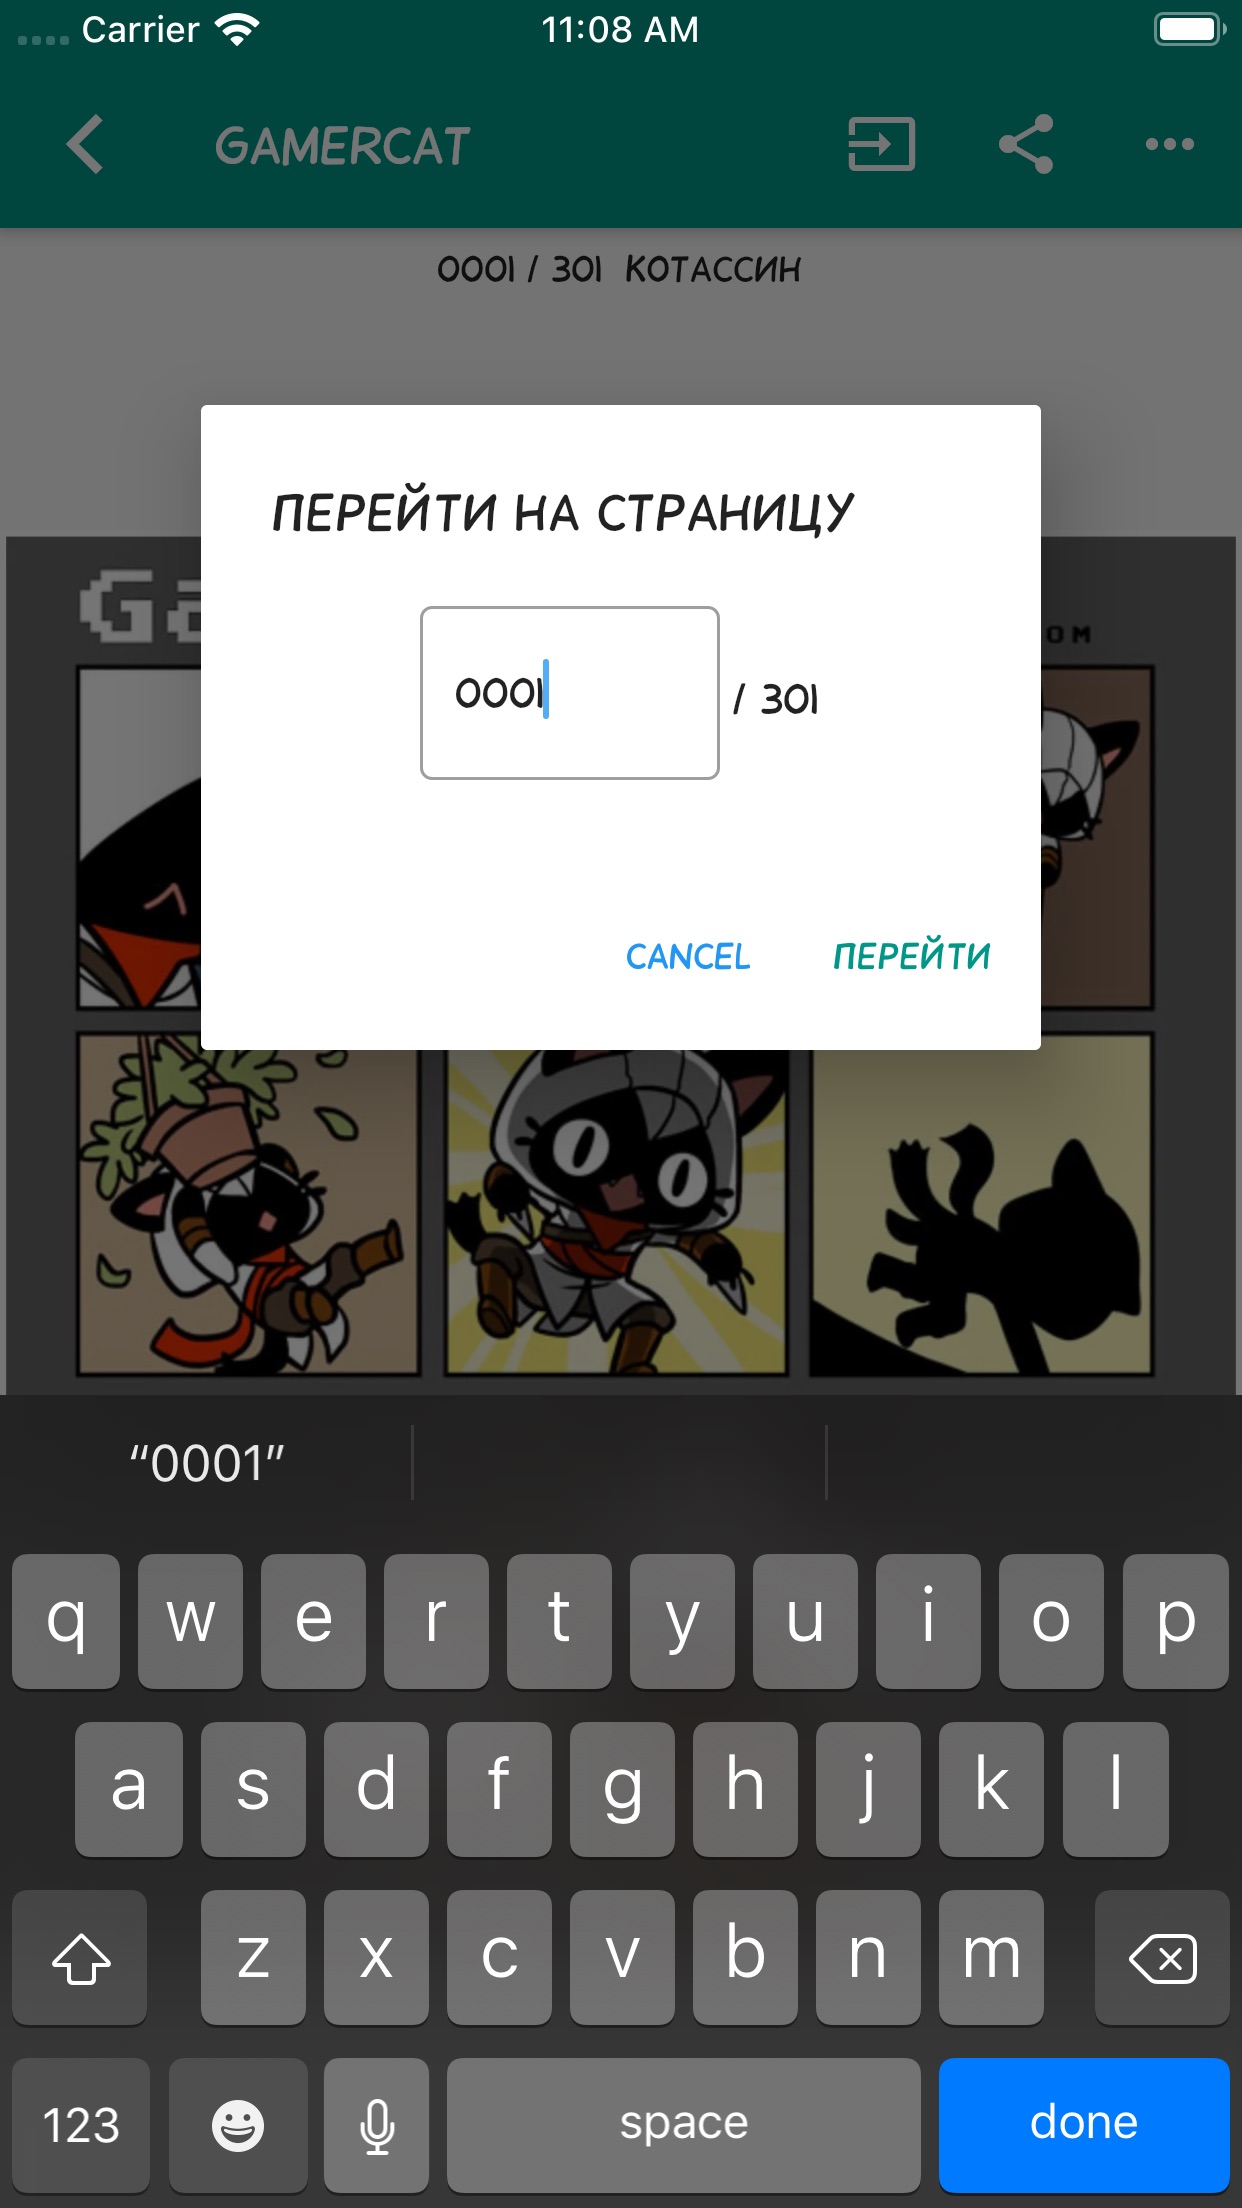 Carrier 11:08 AM
GAMERCAT
0001 / 301 КОТАССИН
ПЕРЕЙТИ НА СТРАНИЦУ
Ga
OM
0001 / 301
CANCEL ПЕРЕЙТИ
“0001”
q w e r t y u i o p
a s d f g h j k l
z x c v b n m
123 space done